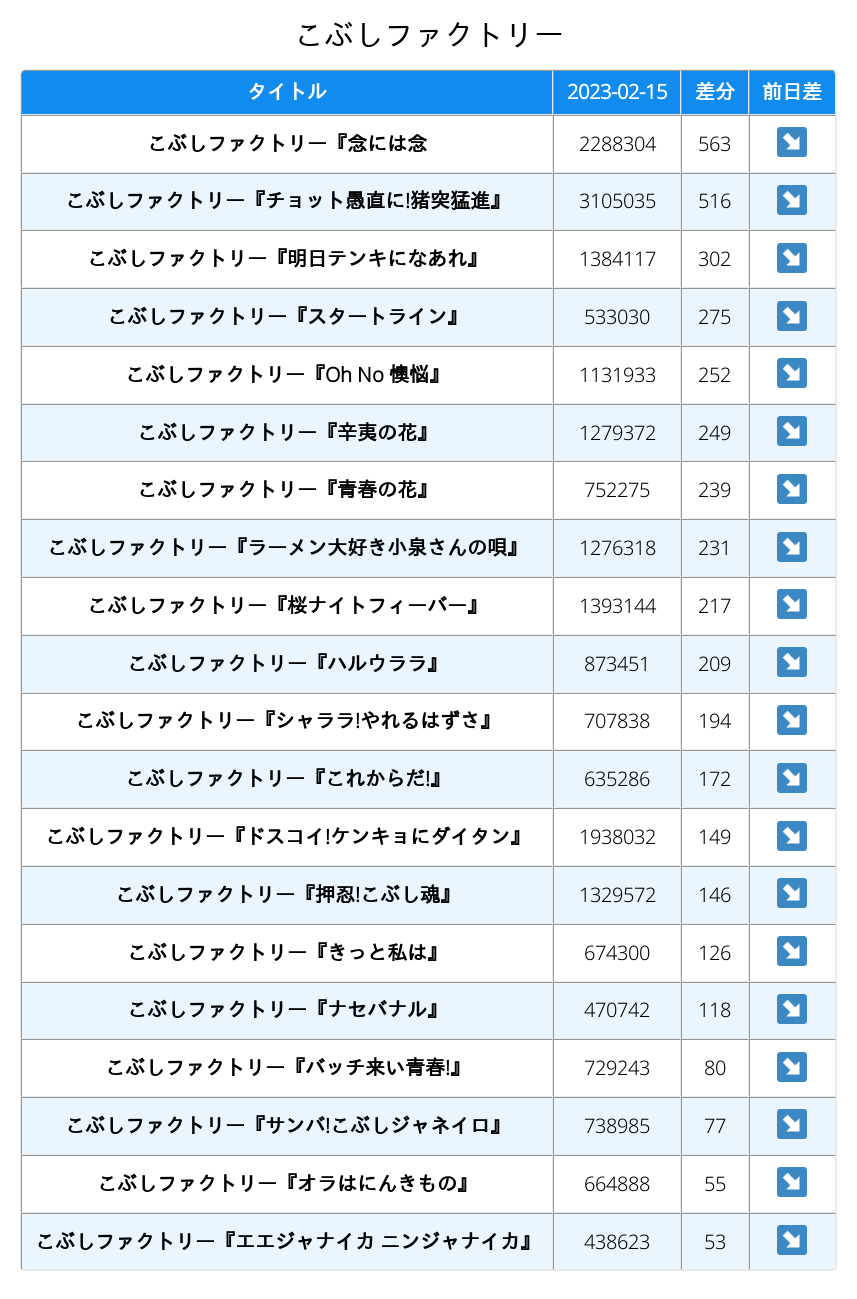 こぶしファクトリー
タイトル 2023-02-15 差分 前日差
こぶしファクトリー『念には念 2288304 563 ↘
こぶしファクトリー『チョット愚直に!猪突猛進』 3105035 516 ↘
こぶしファクトリー『明日テンキになあれ』 1384117 302 ↘
こぶしファクトリー『スタートライン』 533030 275 ↘
こぶしファクトリー『Oh No 懊悩』 1131933 252 ↘
こぶしファクトリー『辛夷の花』 1279372 249 ↘
こぶしファクトリー『青春の花』 752275 239 ↘
こぶしファクトリー『ラーメン大好き小泉さんの唄』 1276318 231 ↘
こぶしファクトリー『桜ナイトフィーバー』 1393144 217 ↘
こぶしファクトリー『ハルウララ』 873451 209 ↘
こぶしファクトリー『シャララ!やれるはずさ』 707838 194 ↘
こぶしファクトリー『これからだ!』 635286 172 ↘
こぶしファクトリー『ドスコイ!ケンキョにダイタン』 1938032 149 ↘
こぶしファクトリー『押忍!こぶし魂』 1329572 146 ↘
こぶしファクトリー『きっと私は』 674300 126 ↘
こぶしファクトリー『ナセバナル』 470742 118 ↘
こぶしファクトリー『バッチ来い青春!』 729243 80 ↘
こぶしファクトリー『サンバ!こぶしジャネイロ』 738985 77 ↘
こぶしファクトリー『オラはにんきもの』 664888 55 ↘
こぶしファクトリー『エエジャナイカ ニンジャナイカ』 438623 53 ↘